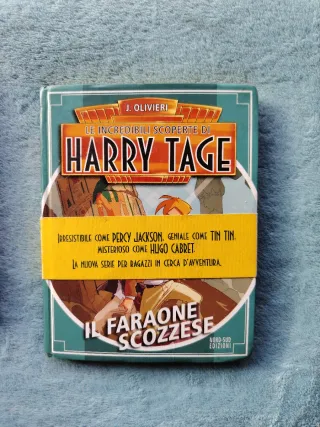 J. OLIVIERI
LE INCREDIBILI SCOPERTE DI
HARRY TAGE
IRRESISTIBILE COME PERCY JACKSON, GENIALE COME TIN TIN,
MISTERIOSO COME HUGO CABRET.
LA NUOVA SERIE PER RAGAZZI IN CERCA D'AVVENTURA.
IL FARAONE
SCOZZESE
NORD-SUD
EDIZIONI